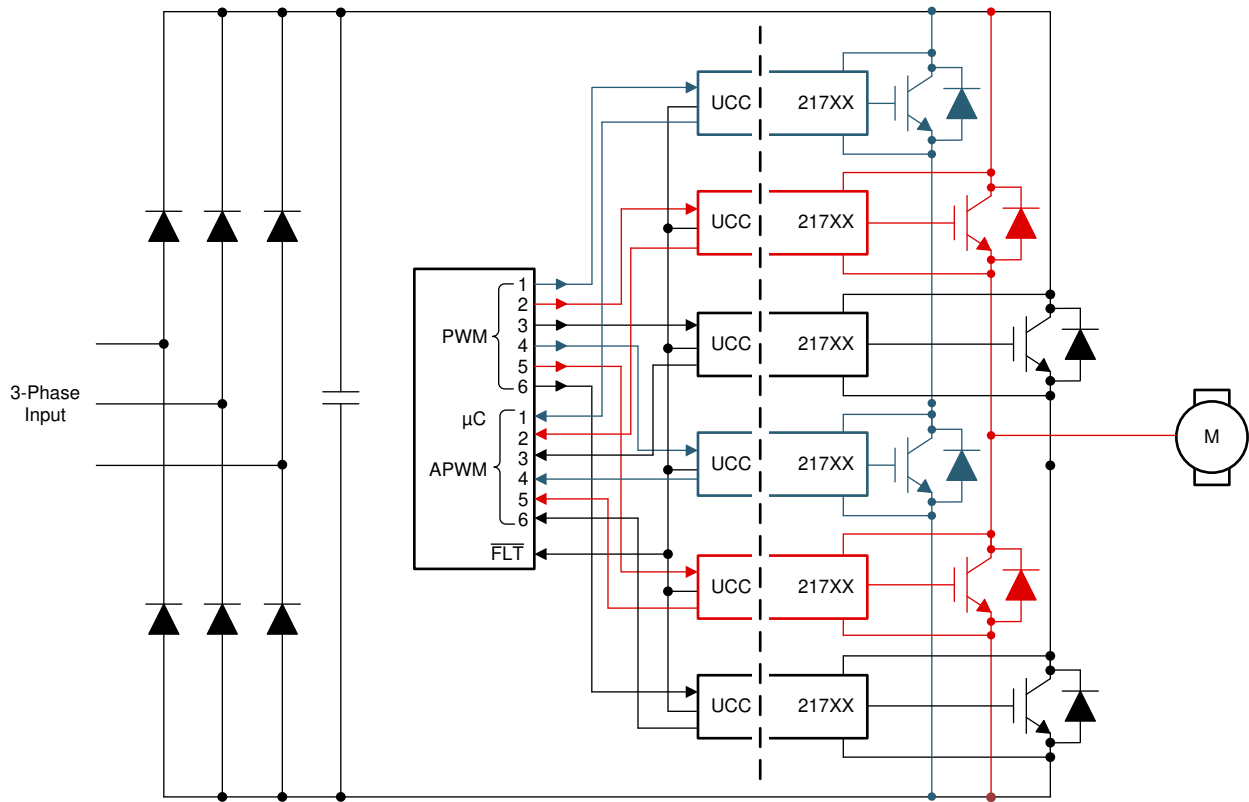 3-Phase
Input
PWM
1
2
3
4
5
6
µC
APWM
1
2
3
4
5
6
FLT
UCC 217XX
UCC 217XX
UCC 217XX
UCC 217XX
UCC 217XX
UCC 217XX
M